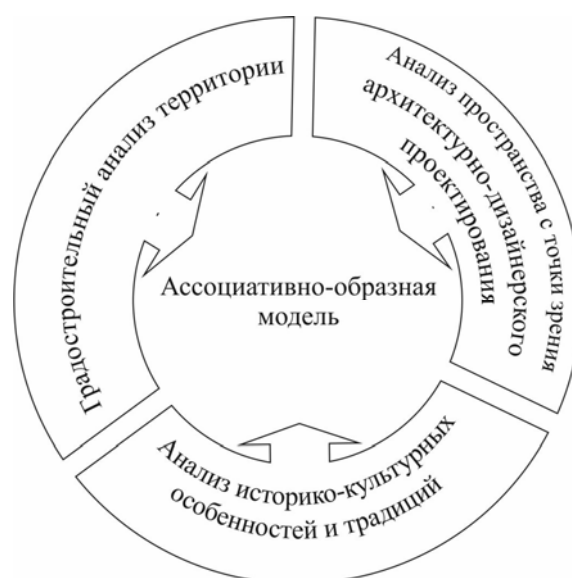 Градостроительный анализ территории
Анализ пространства с точки зрения
архитектурно-дизайнерского
проектирования
Ассоциативно-образная
модель
Анализ историко-культурных
особенностей и традиций